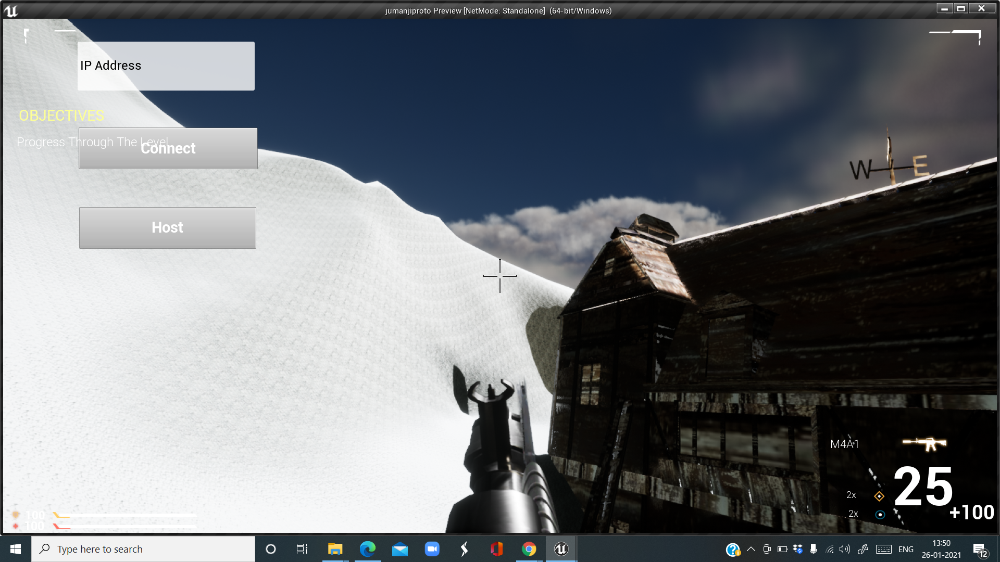 jumanjiproto Preview [NetMode: Standalone] (64-bit/Windows)
IP Address
OBJECTIVES
Progress Through The Level
Connect
Host
W E
M4A1
25
+100
2x
2x
100
100
Type here to search
ENG
13:50
26-01-2021
12